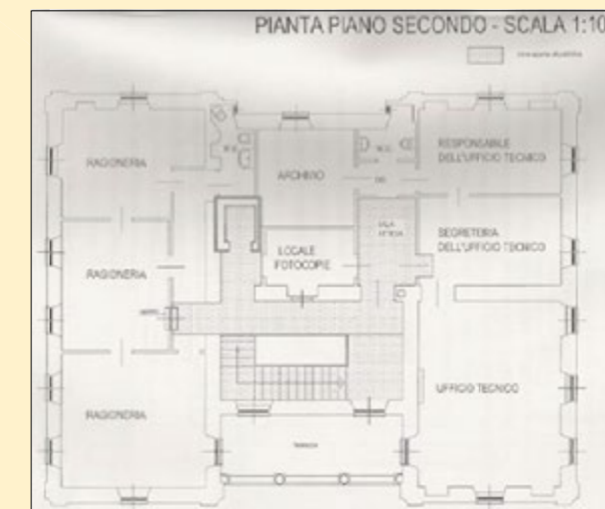 PIANTA PIANO SECONDO - SCALA 1:10
RAGIONERIA
ARCHIVIO
RESPONSABILE
DELL'UFFICIO TECNICO
SEGRETERIA
DELL'UFFICIO TECNICO
LOCALE
FOTOCOPIE
RAGIONERIA
RAGIONERIA
UFFICIO TECNICO